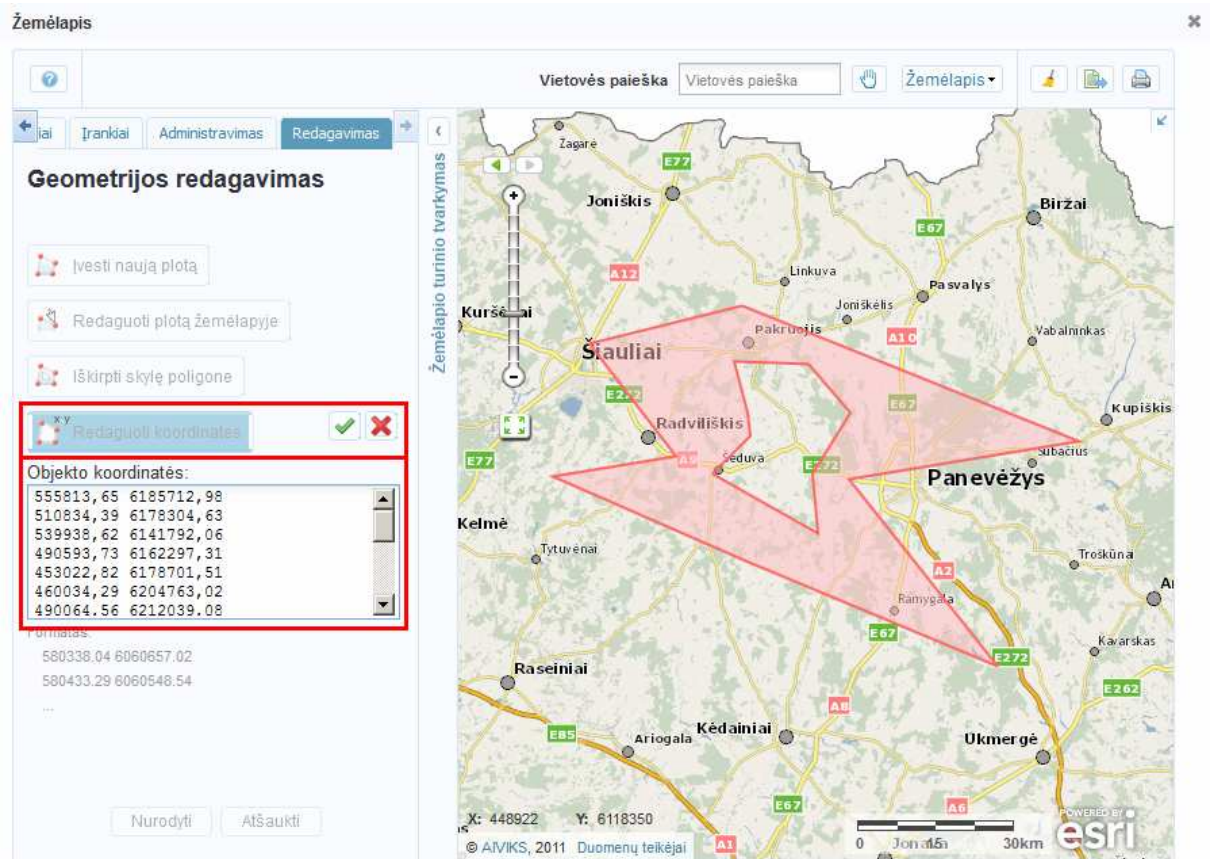 Žemėlapis
Vietovės paieška Vietovės paieška Žemėlapis
iai Įrankiai Administravimas Redagavimas
Geometrijos redagavimas
Įvesti naują plotą
Redaguoti plotą žemėlapyje
Iškirpti skylę poligone
x y
Redaguoti koordinates
Objekto koordinatės:
555813,65 6185712,98
510834,39 6178304,63
539938,62 6141792,06
490593,73 6162297,31
453022,82 6178701,51
460034,29 6204763,02
490064.56 6212039.08
Formatas:
580338.04 6060657.02
580433.29 6060548.54
...
Nurodyti Atšaukti
Žemėlapio turinio tvarkymas
Žagarė
E77
Joniškis
Biržai
E67
A12
Linkuva
Pasvalys
Joniškėlis
Kuršėnai
Pakruojis
A10
Vabalninkas
Šiauliai
E272
E67
Kupiškis
Radviliškis
E77
A9
Šeduva
E272
Subačius
Panevėžys
Kelmė
Tytuvėnai
Troškūnai
A2
Ramygala
E67
Kavarskas
E272
Raseiniai
E262
A8
E85
Ariogala
Kėdainiai
Ukmergė
E67
A6
X: 448922 Y: 6118350
POWERED BY
esri
0 15 30km
Jonava
© AIVIKS, 2011 Duomenų teikėjai
A1